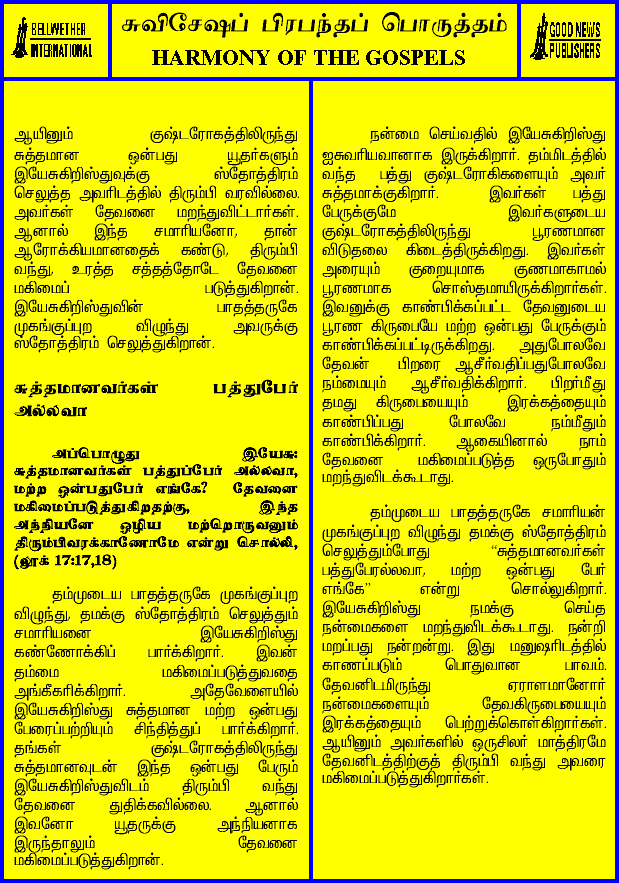 BELLWETHER
INTERNATIONAL
சுவிசேஷப் பிரபந்தப் பொருத்தம்
HARMONY OF THE GOSPELS
GOOD NEWS
PUBLISHERS
ஆயினும் குஷ்டரோகத்திலிருந்து
சுத்தமான ஒன்பது யூதர்களும்
இயேசுகிறிஸ்துவுக்கு ஸ்தோத்திரம்
செலுத்த அவரிடத்தில் திரும்பி வரவில்லை.
அவர்கள் தேவனை மறந்துவிட்டார்கள்.
ஆனால் இந்த சமாரியனோ, தான்
ஆரோக்கியமானதைக் கண்டு, திரும்பி
வந்து, உரத்த சத்தத்தோடே தேவனை
மகிமைப் படுத்துகிறான்.
இயேசுகிறிஸ்துவின் பாதத்தருகே
முகங்குப்புற விழுந்து அவருக்கு
ஸ்தோத்திரம் செலுத்துகிறான்.
சுத்தமானவர்கள் பத்துபேர்
அல்லவா
அப்பொழுது இயேசு:
சுத்தமானவர்கள் பத்துப்பேர் அல்லவா,
மற்ற ஒன்பதுபேர் எங்கே? தேவனை
மகிமைப்படுத்துகிறதற்கு, இந்த
அந்நியனே ஒழிய மற்றொருவனும்
திரும்பிவரக்காணோமே என்று சொல்லி,
(லூக் 17:17,18)
தம்முடைய பாதத்தருகே முகங்குப்புற
விழுந்து, தமக்கு ஸ்தோத்திரம் செலுத்தும்
சமாரியனை இயேசுகிறிஸ்து
கண்ணோக்கிப் பார்க்கிறார். இவன்
தம்மை மகிமைப்படுத்துவதை
அங்கீகரிக்கிறார். அதேவேளையில்
இயேசுகிறிஸ்து சுத்தமான மற்ற ஒன்பது
பேரைப்பற்றியும் சிந்தித்துப் பார்க்கிறார்.
தங்கள் குஷ்டரோகத்திலிருந்து
சுத்தமானவுடன் இந்த ஒன்பது பேரும்
இயேசுகிறிஸ்துவிடம் திரும்பி வந்து
தேவனை துதிக்கவில்லை. ஆனால்
இவனோ யூதருக்கு அந்நியனாக
இருந்தாலும் தேவனை
மகிமைப்படுத்துகிறான்.
நன்மை செய்வதில் இயேசுகிறிஸ்து
ஐசுவரியவானாக இருக்கிறார். தம்மிடத்தில்
வந்த பத்து குஷ்டரோகிகளையும் அவர்
சுத்தமாக்குகிறார். இவர்கள் பத்து
பேருக்குமே இவர்களுடைய
குஷ்டரோகத்திலிருந்து பூரணமான
விடுதலை கிடைத்திருக்கிறது. இவர்கள்
அரையும் குறையுமாக குணமாகாமல்
பூரணமாக சொஸ்தமாயிருக்கிறார்கள்.
இவனுக்கு காண்பிக்கப்பட்ட தேவனுடைய
பூரண கிருபையே மற்ற ஒன்பது பேருக்கும்
காண்பிக்கப்பட்டிருக்கிறது. அதுபோலவே
தேவன் பிறரை ஆசீர்வதிப்பதுபோலவே
நம்மையும் ஆசீர்வதிக்கிறார். பிறர்மீது
தமது கிருபையையும் இரக்கத்தையும்
காண்பிப்பது போலவே நம்மீதும்
காண்பிக்கிறார். ஆகையினால் நாம்
தேவனை மகிமைப்படுத்த ஒருபோதும்
மறந்துவிடக்கூடாது.
தம்முடைய பாதத்தருகே சமாரியன்
முகங்குப்புற விழுந்து தமக்கு ஸ்தோத்திரம்
செலுத்தும்போது “சுத்தமானவர்கள்
பத்துபேரல்லவா, மற்ற ஒன்பது பேர்
எங்கே” என்று சொல்லுகிறார்.
இயேசுகிறிஸ்து நமக்கு செய்த
நன்மைகளை மறந்துவிடக்கூடாது. நன்றி
மறப்பது நன்றன்று. இது மனுஷரிடத்தில்
காணப்படும் பொதுவான பாவம்.
தேவனிடமிருந்து ஏராளமானோர்
நன்மைகளையும் தேவகிருபையையும்
இரக்கத்தையும் பெற்றுக்கொள்கிறார்கள்.
ஆயினும் அவர்களில் ஒருசிலர் மாத்திரமே
தேவனிடத்திற்குத் திரும்பி வந்து அவரை
மகிமைப்படுத்துகிறார்கள்.